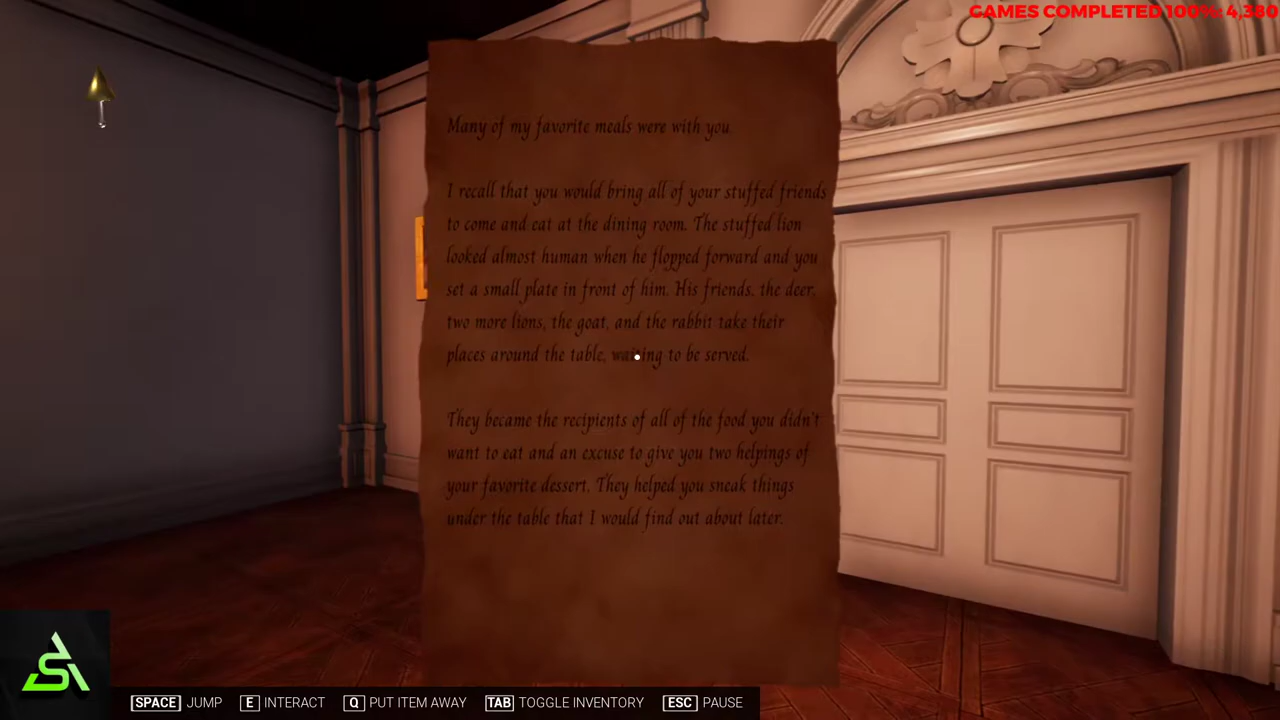 GAMES COMPLETED 100%: 4,380
Many of my favorite meals were with you.
I recall that you would bring all of your stuffed friends
to come and eat at the dining room. The stuffed lion
looked almost human when he flopped forward and you
set a small plate in front of him. His friends, the deer,
two more lions, the goat, and the rabbit take their
places around the table, waiting to be served.
They became the recipients of all of the food you didn't
want to eat and an excuse to give you two helpings of
your favorite dessert. They helped you sneak things
under the table that I would find out about later.
SPACE JUMP E INTERACT Q PUT ITEM AWAY TAB TOGGLE INVENTORY ESC PAUSE